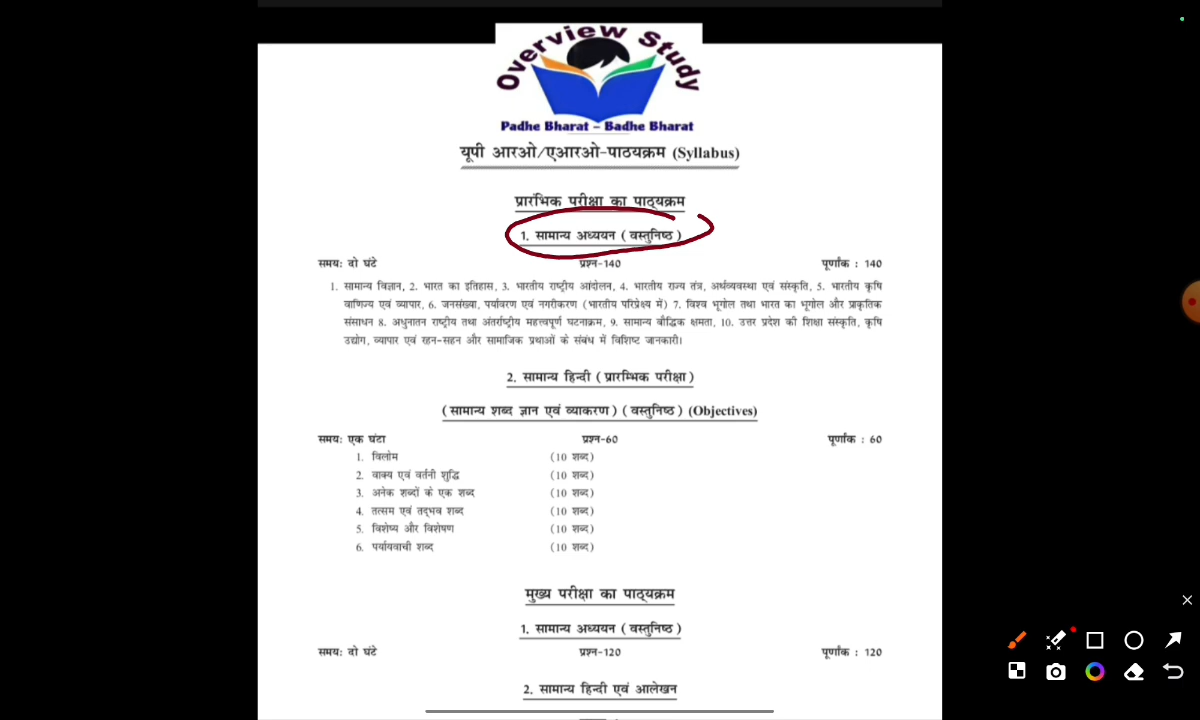 Overview Study
Padhe Bharat – Badhe Bharat
यूपी आरओ/एआरओ-पाठयक्रम (Syllabus)
प्रारंभिक परीक्षा का पाठ्यक्रम
1. सामान्य अध्ययन (वस्तुनिष्ठ)
समय: दो घंटे प्रश्न-140 पूर्णांक : 140
1. सामान्य विज्ञान, 2. भारत का इतिहास, 3. भारतीय राष्ट्रीय आंदोलन, 4. भारतीय राज्य तंत्र, अर्थव्यवस्था एवं संस्कृति, 5. भारतीय कृषि
वाणिज्य एवं व्यापार, 6. जनसंख्या, पर्यावरण एवं नगरीकरण (भारतीय परिप्रेक्ष्य में) 7. विश्व भूगोल तथा भारत का भूगोल और प्राकृतिक
संसाधन 8. अधुनातन राष्ट्रीय तथा अंतर्राष्ट्रीय महत्त्वपूर्ण घटनाक्रम, 9. सामान्य बौद्धिक क्षमता, 10. उत्तर प्रदेश की शिक्षा संस्कृति, कृषि
उद्योग, व्यापार एवं रहन-सहन और सामाजिक प्रथाओं के संबंध में विशिष्ट जानकारी।
2. सामान्य हिन्दी (प्रारम्भिक परीक्षा)
(सामान्य शब्द ज्ञान एवं व्याकरण) (वस्तुनिष्ठ) (Objectives)
समय: एक घंटा प्रश्न-60 पूर्णांक : 60
1. विलोम (10 शब्द)
2. वाक्य एवं वर्तनी शुद्धि (10 शब्द)
3. अनेक शब्दों के एक शब्द (10 शब्द)
4. तत्सम एवं तद्भव शब्द (10 शब्द)
5. विशेष्य और विशेषण (10 शब्द)
6. पर्यायवाची शब्द (10 शब्द)
मुख्य परीक्षा का पाठ्यक्रम
1. सामान्य अध्ययन (वस्तुनिष्ठ)
समय: दो घंटे प्रश्न-120 पूर्णांक : 120
2. सामान्य हिन्दी एवं आलेखन